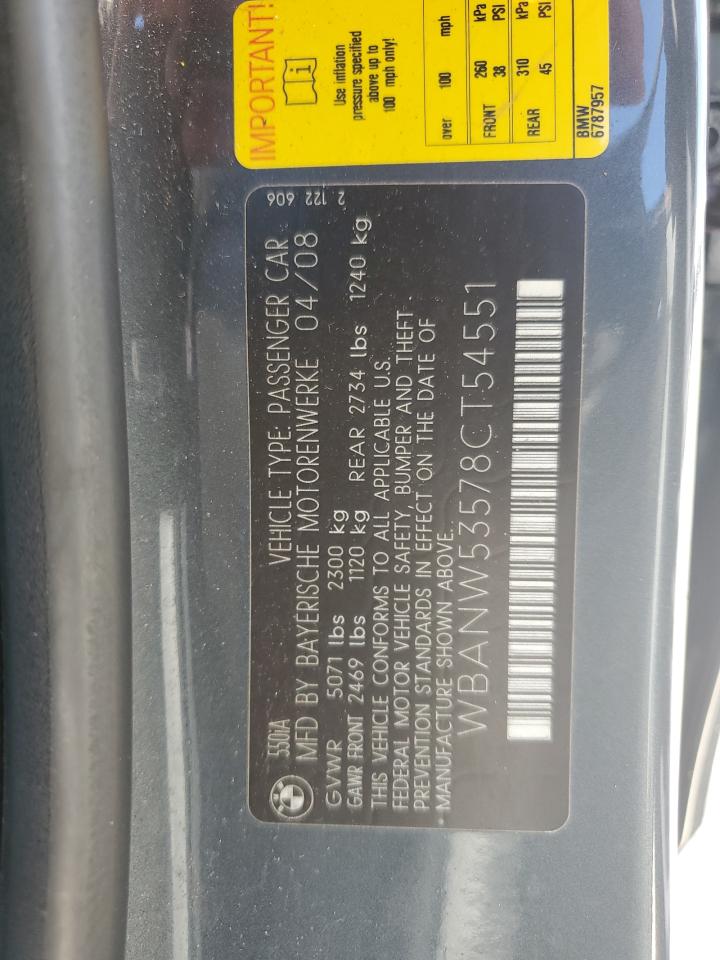 550iA VEHICLE TYPE: PASSENGER CAR
MFD BY BAYERISCHE MOTORENWERKE 04/08
GVWR 5071 lbs 2300 kg
GAWR FRONT 2469 lbs 1120 kg REAR 2734 lbs 1240 kg
THIS VEHICLE CONFORMS TO ALL APPLICABLE U.S.
FEDERAL MOTOR VEHICLE SAFETY, BUMPER AND THEFT
PREVENTION STANDARDS IN EFFECT ON THE DATE OF
MANUFACTURE SHOWN ABOVE.
WBANW53578CT54551
2 122 606
IMPORTANT!
Use inflation
pressure specified
above up to
100 mph only!
over 100 mph
FRONT 260 kPa
38 PSI
REAR 310 kPa
45 PSI
BMW
6787957